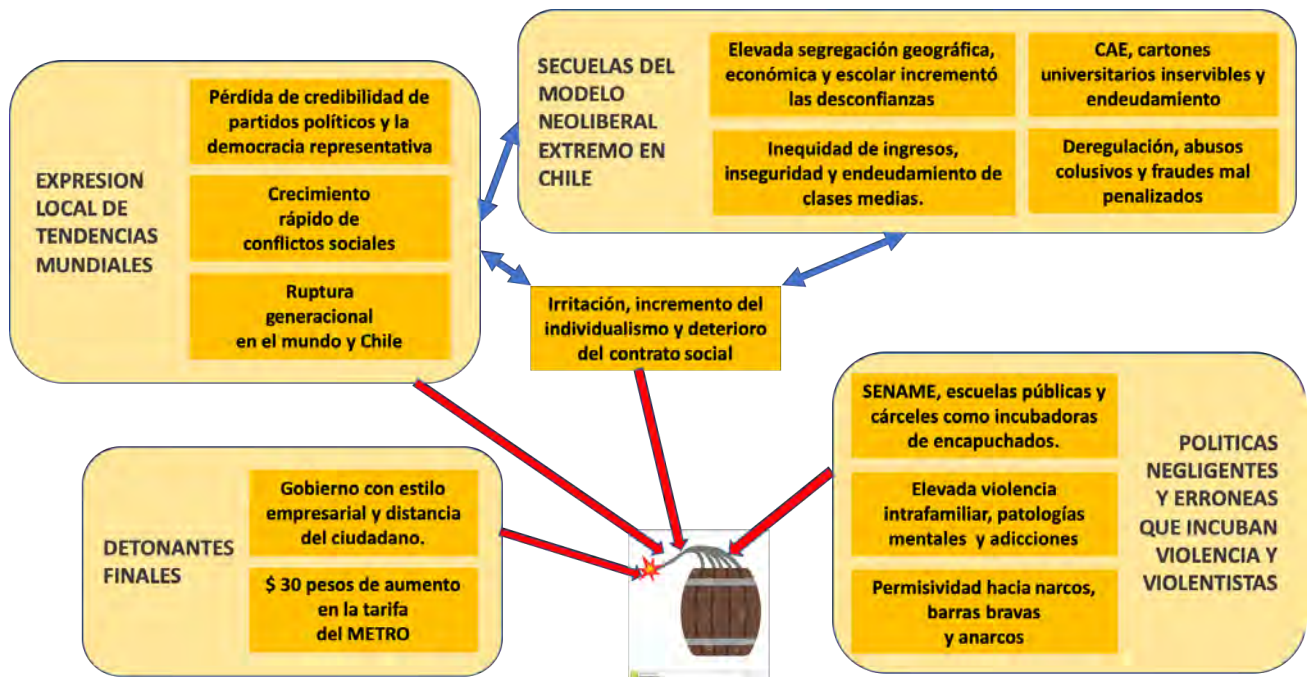 EXPRESION
LOCAL DE
TENDENCIAS
MUNDIALES
Pérdida de credibilidad de
partidos políticos y la
democracia representativa
Crecimiento
rápido de
conflictos sociales
Ruptura
generacional
en el mundo y Chile
SECUELAS DEL
MODELO
NEOLIBERAL
EXTREMO EN
CHILE
Elevada segregación geográfica,
económica y escolar incrementó
las desconfianzas
CAE, cartones
universitarios inservibles y
endeudamiento
Inequidad de ingresos,
inseguridad y endeudamiento de
clases medias.
Deregulación, abusos
colusivos y fraudes mal
penalizados
Irritación, incremento del
individualismo y deterioro
del contrato social
DETONANTES
FINALES
Gobierno con estilo
empresarial y distancia
del ciudadano.
$ 30 pesos de aumento
en la tarifa
del METRO
SENAME, escuelas públicas y
cárceles como incubadoras
de encapuchados.
Elevada violencia
intrafamiliar, patologías
mentales y adicciones
Permisividad hacia narcos,
barras bravas
y anarcos
POLITICAS
NEGLIGENTES
Y ERRONEAS
QUE INCUBAN
VIOLENCIA Y
VIOLENTISTAS